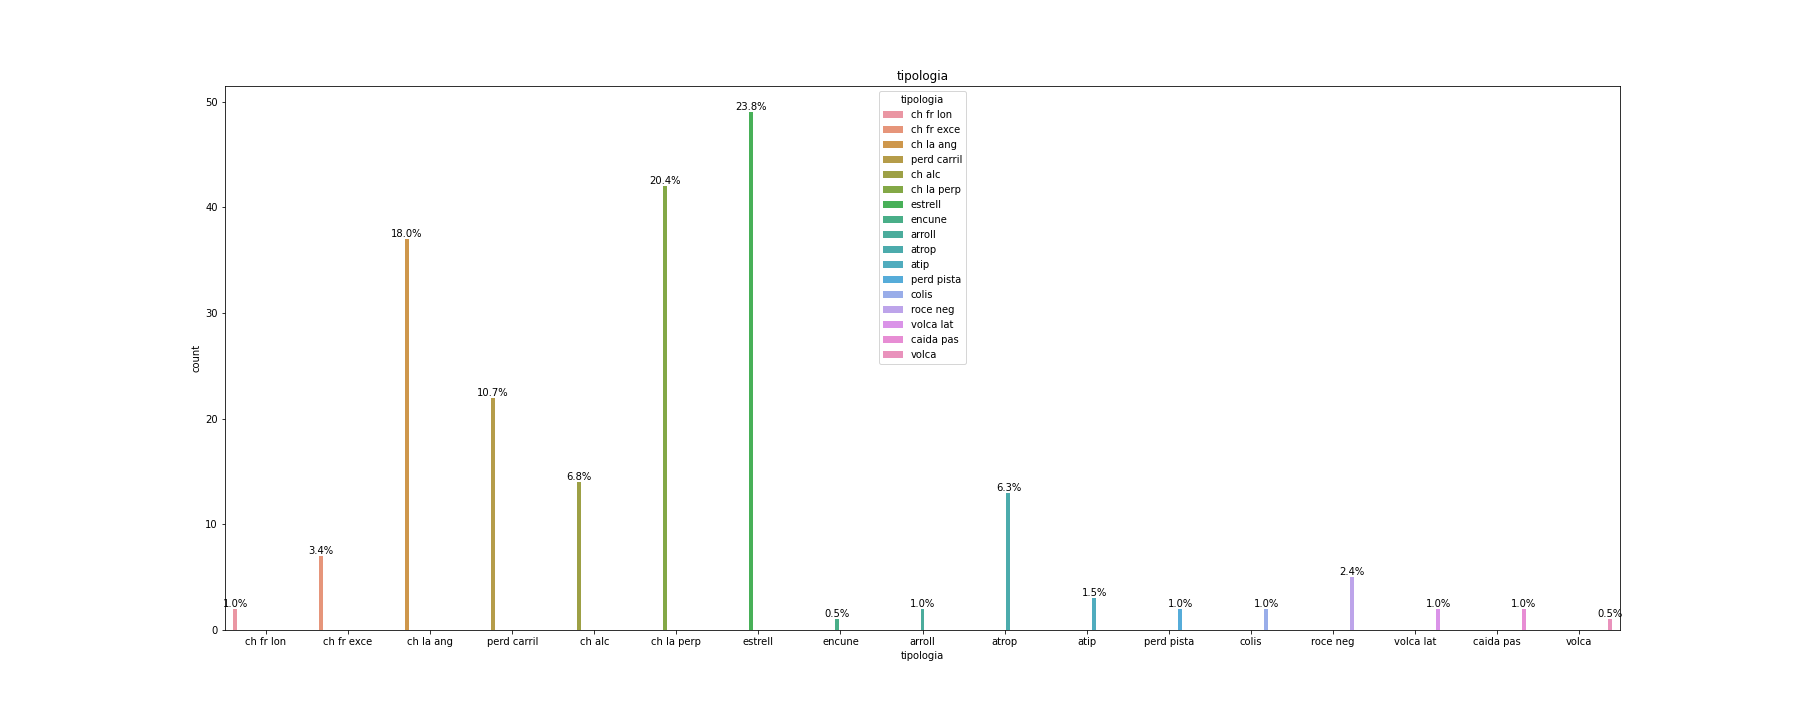 tipologia
50
40
30
20
10
0
count
1.0%
3.4%
18.0%
10.7%
6.8%
20.4%
23.8%
0.5%
1.0%
6.3%
1.5%
1.0%
1.0%
2.4%
1.0%
1.0%
0.5%
tipologia
ch fr lon
ch fr exce
ch la ang
perd carril
ch alc
ch la perp
estrell
encune
arroll
atrop
atip
perd pista
colis
roce neg
volca lat
caida pas
volca
ch fr lon ch fr exce ch la ang perd carril ch alc ch la perp estrell encune arroll atrop atip perd pista colis roce neg volca lat caida pas volca
tipologia